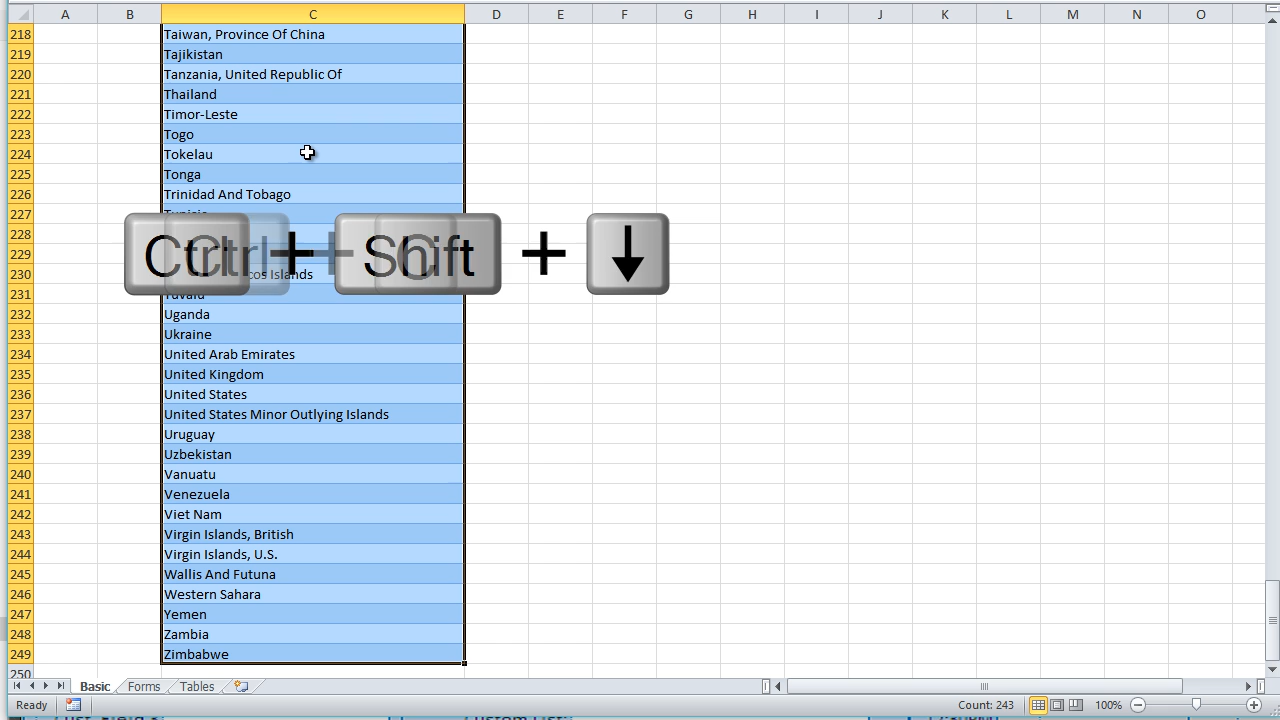 A B C D E F G H I J K L M N O
218 Taiwan, Province Of China
219 Tajikistan
220 Tanzania, United Republic Of
221 Thailand
222 Timor-Leste
223 Togo
224 Tokelau
225 Tonga
226 Trinidad And Tobago
227 Tunisia
228
Ctrl + Shift + ↓
229
230 cos Islands
231 Tuvalu
232 Uganda
233 Ukraine
234 United Arab Emirates
235 United Kingdom
236 United States
237 United States Minor Outlying Islands
238 Uruguay
239 Uzbekistan
240 Vanuatu
241 Venezuela
242 Viet Nam
243 Virgin Islands, British
244 Virgin Islands, U.S.
245 Wallis And Futuna
246 Western Sahara
247 Yemen
248 Zambia
249 Zimbabwe
250
Basic Forms Tables
Ready Count: 243 100%